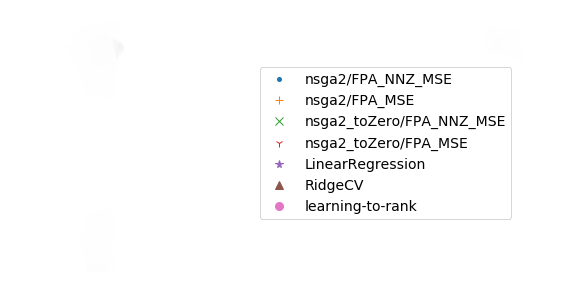 nsga2/FPA_NNZ_MSE
nsga2/FPA_MSE
nsga2_toZero/FPA_NNZ_MSE
nsga2_toZero/FPA_MSE
LinearRegression
RidgeCV
learning-to-rank